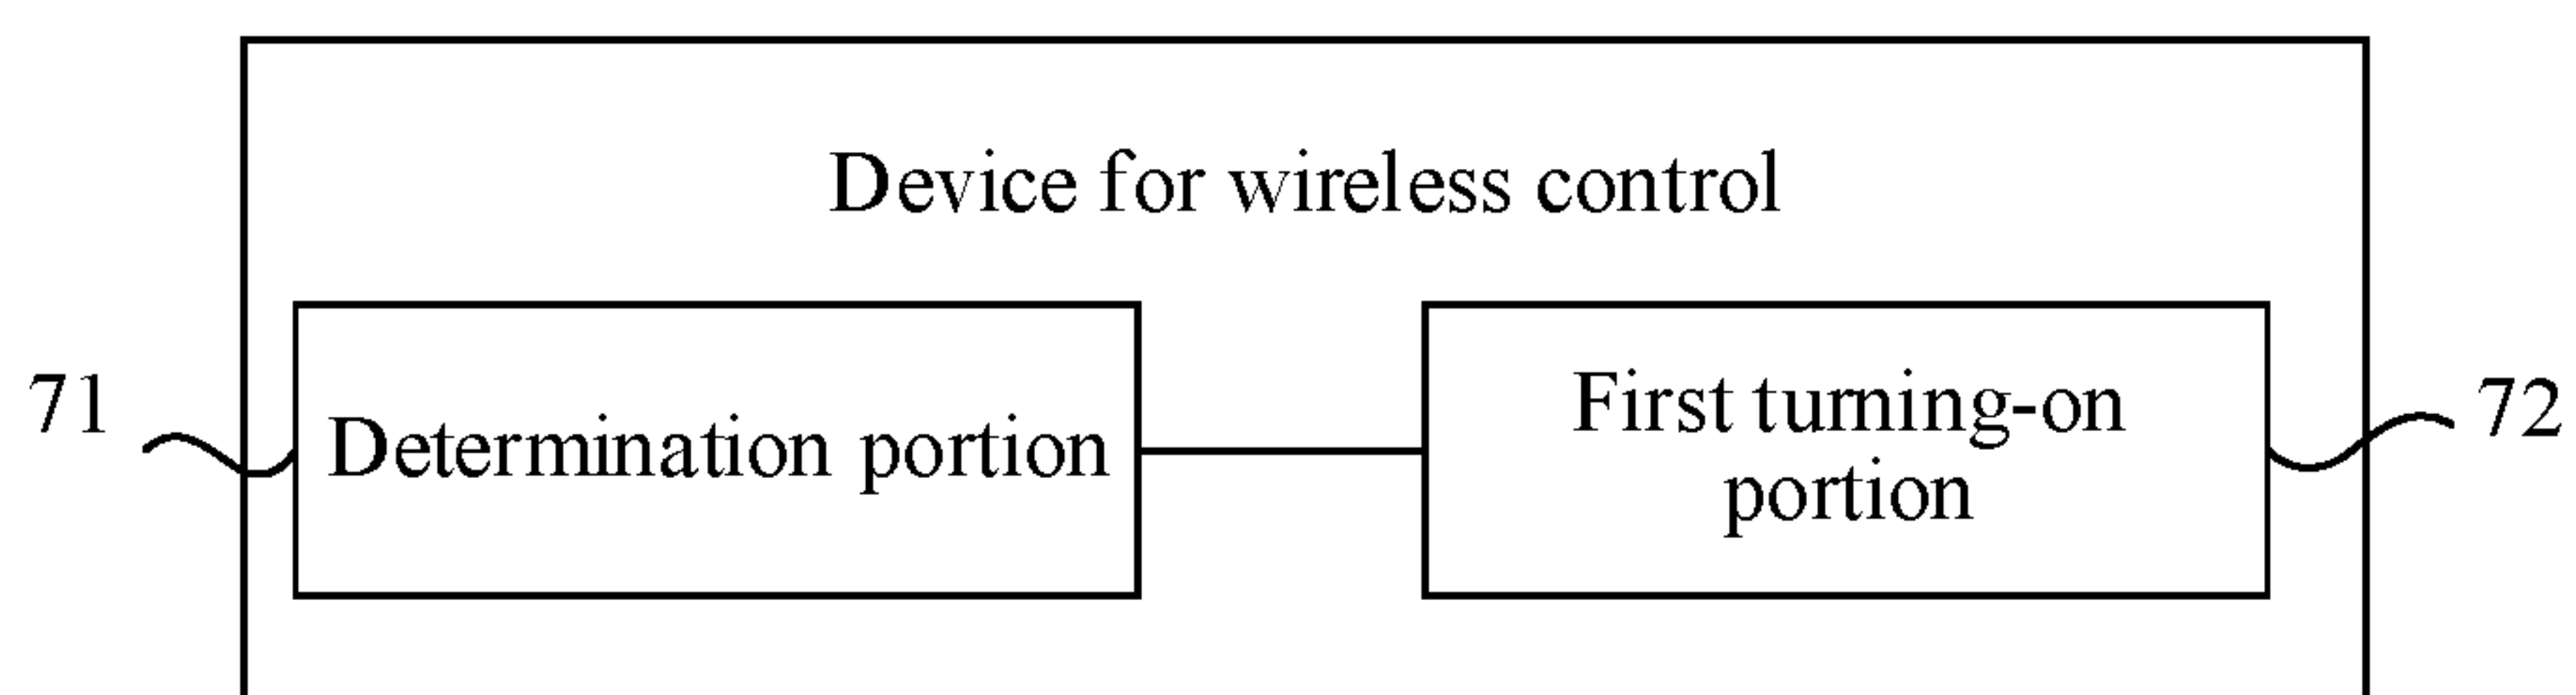 Device for wireless control
71
Determination portion
First turning-on
portion
72